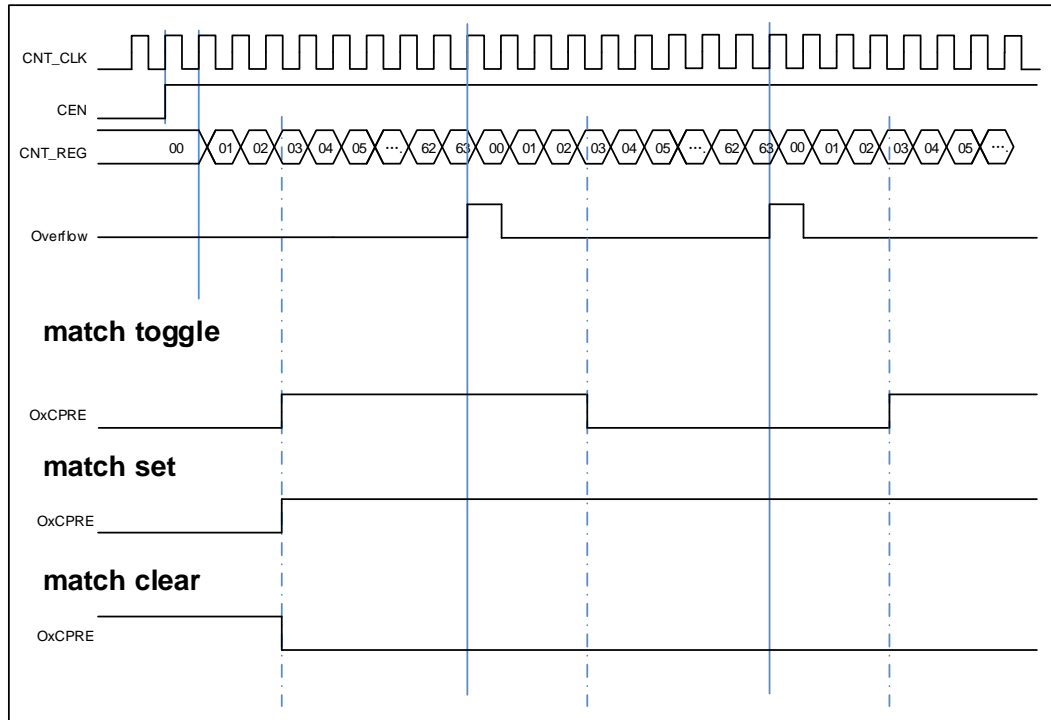 CNT_CLK
CEN
CNT_REG 00 01 02 03 04 05 …. 62 63 00 01 02 03 04 05 …. 62 63 00 01 02 03 04 05 ….
Overflow
match toggle
OxCPRE
match set
OxCPRE
match clear
OxCPRE